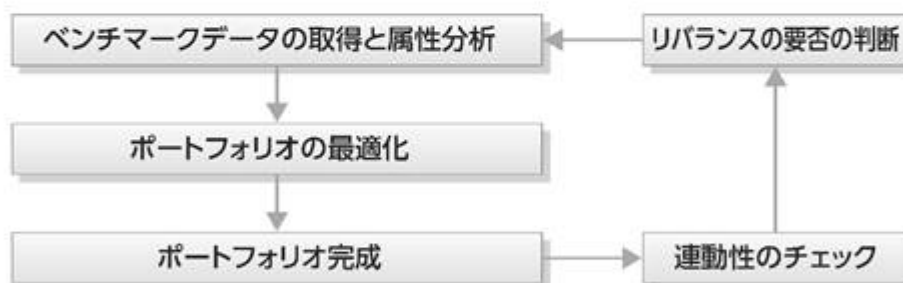 ベンチマークデータの取得と属性分析
リバランスの要否の判断
ポートフォリオの最適化
ポートフォリオ完成
連動性のチェック